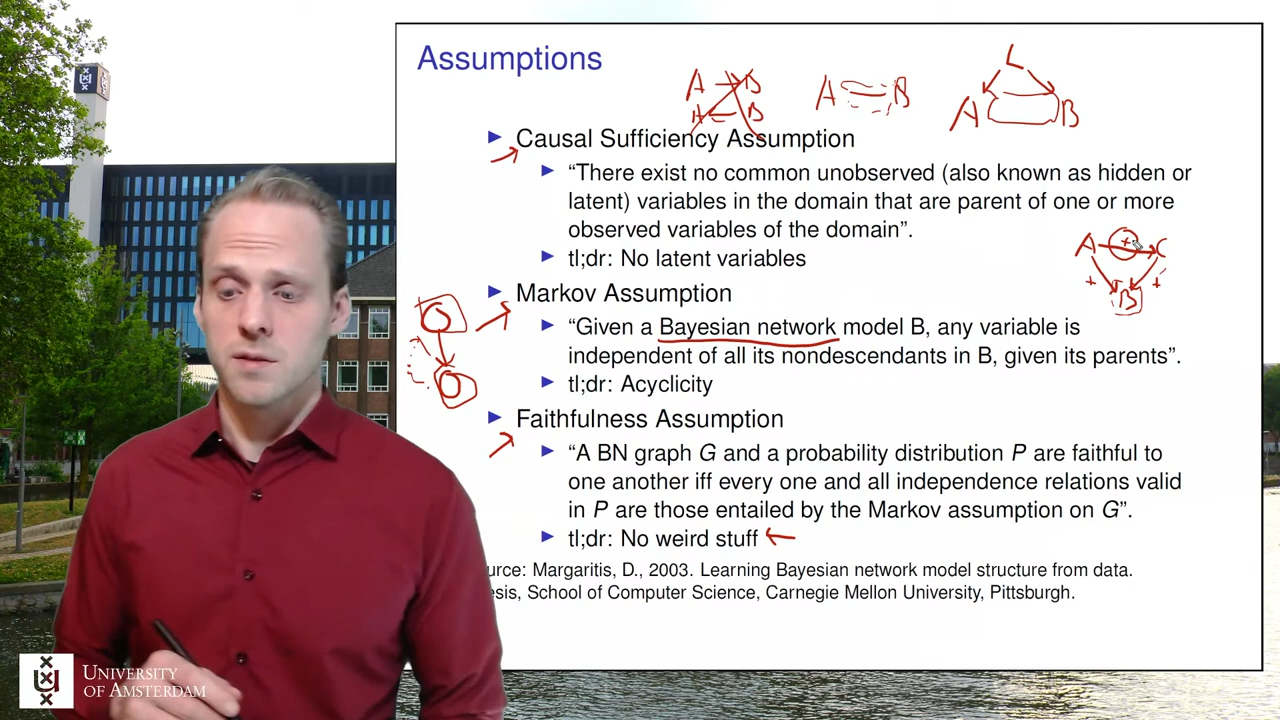 Assumptions
L
A → B
A B
A B
A B
Causal Sufficiency Assumption
“There exist no common unobserved (also known as hidden or
latent) variables in the domain that are parent of one or more
observed variables of the domain”.
tl;dr: No latent variables
A + C
+ B +
Markov Assumption
“Given a Bayesian network model B, any variable is
independent of all its nondescendants in B, given its parents”.
tl;dr: Acyclicity
Faithfulness Assumption
“A BN graph G and a probability distribution P are faithful to
one another iff every one and all independence relations valid
in P are those entailed by the Markov assumption on G”.
tl;dr: No weird stuff
Margaritis, D., 2003. Learning Bayesian network model structure from data.
School of Computer Science, Carnegie Mellon University, Pittsburgh.
UNIVERSITY
OF AMSTERDAM